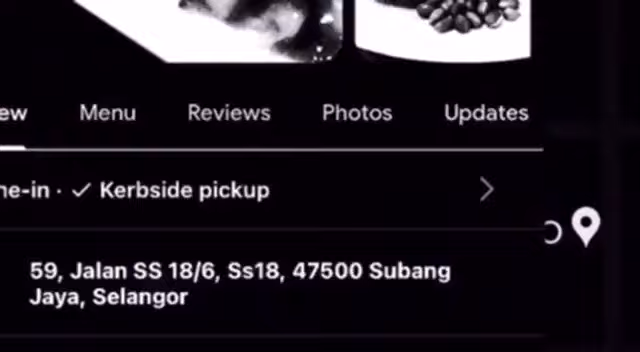 ew Menu Reviews Photos Updates
ne-in · ✓ Kerbside pickup
59, Jalan SS 18/6, Ss18, 47500 Subang
Jaya, Selangor